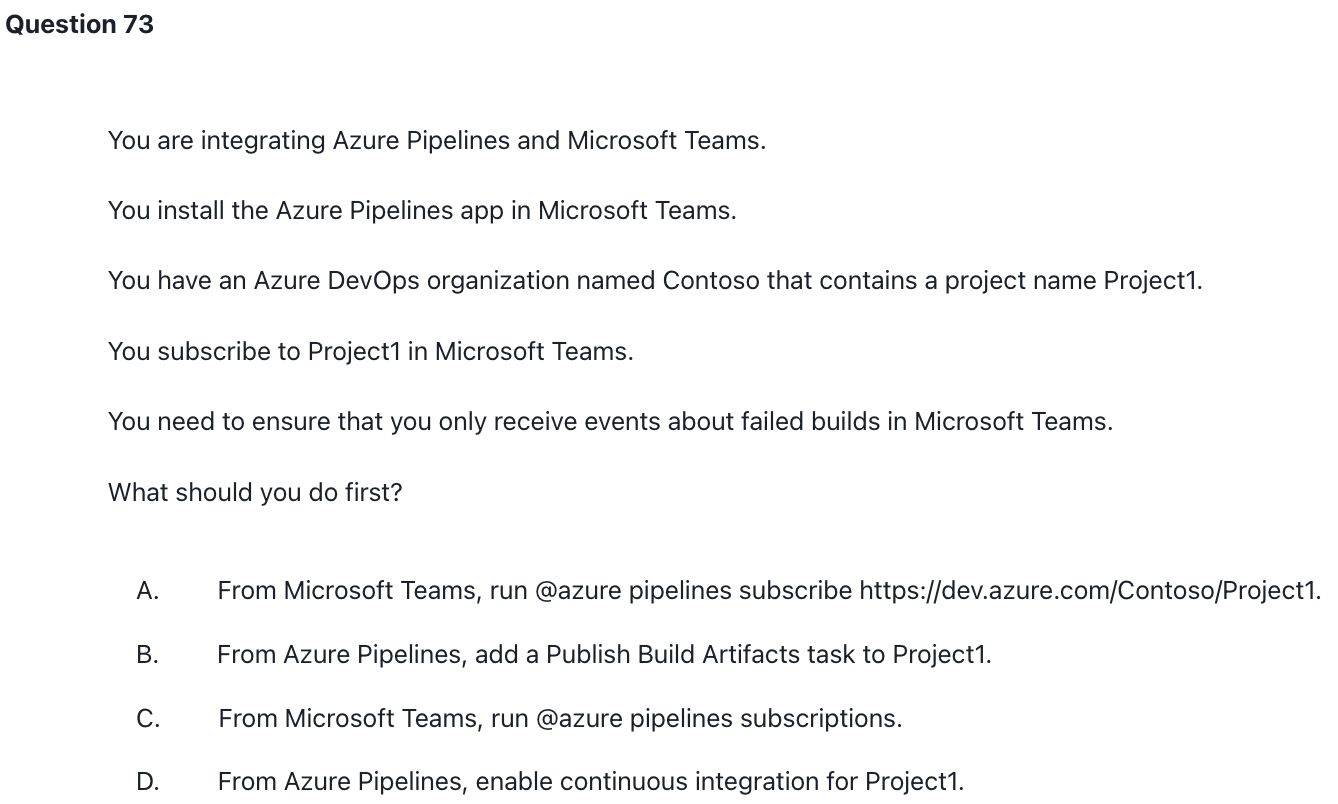 Question 73
You are integrating Azure Pipelines and Microsoft Teams.
You install the Azure Pipelines app in Microsoft Teams.
You have an Azure DevOps organization named Contoso that contains a project name Project1.
You subscribe to Project1 in Microsoft Teams.
You need to ensure that you only receive events about failed builds in Microsoft Teams.
What should you do first?
A. From Microsoft Teams, run @azure pipelines subscribe https://dev.azure.com/Contoso/Project1.
B. From Azure Pipelines, add a Publish Build Artifacts task to Project1.
C. From Microsoft Teams, run @azure pipelines subscriptions.
D. From Azure Pipelines, enable continuous integration for Project1.